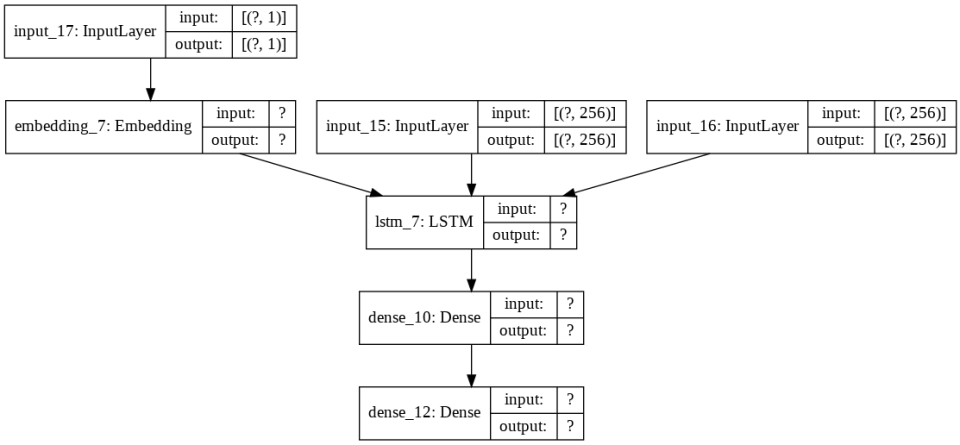 input_17: InputLayer
input:
[(?, 1)]
output:
[(?, 1)]
embedding_7: Embedding
input:
?
output:
?
input_15: InputLayer
input:
[(?, 256)]
output:
[(?, 256)]
input_16: InputLayer
input:
[(?, 256)]
output:
[(?, 256)]
lstm_7: LSTM
input:
?
output:
?
dense_10: Dense
input:
?
output:
?
dense_12: Dense
input:
?
output:
?